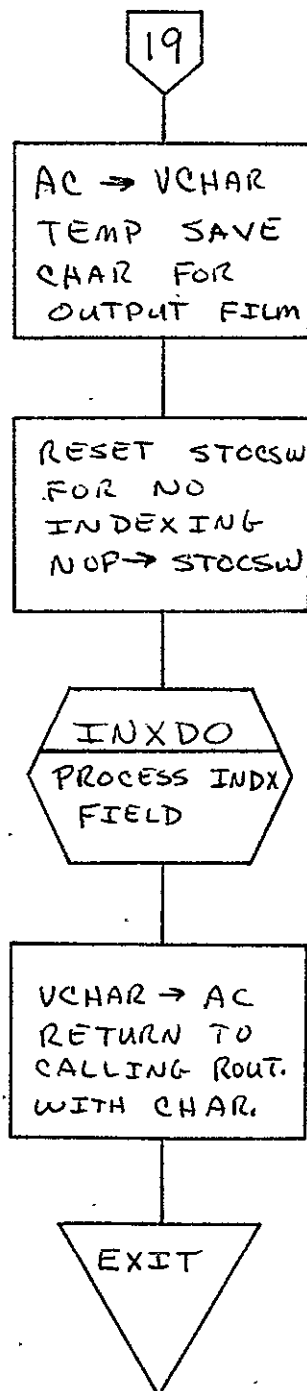 19
AC → VCHAR
TEMP SAVE
CHAR FOR
OUTPUT FILM
RESET STOCSW
FOR NO
INDEXING
NOP → STOCSW
INXDO
PROCESS INDX
FIELD
VCHAR → AC
RETURN TO
CALLING ROUT.
WITH CHAR.
EXIT